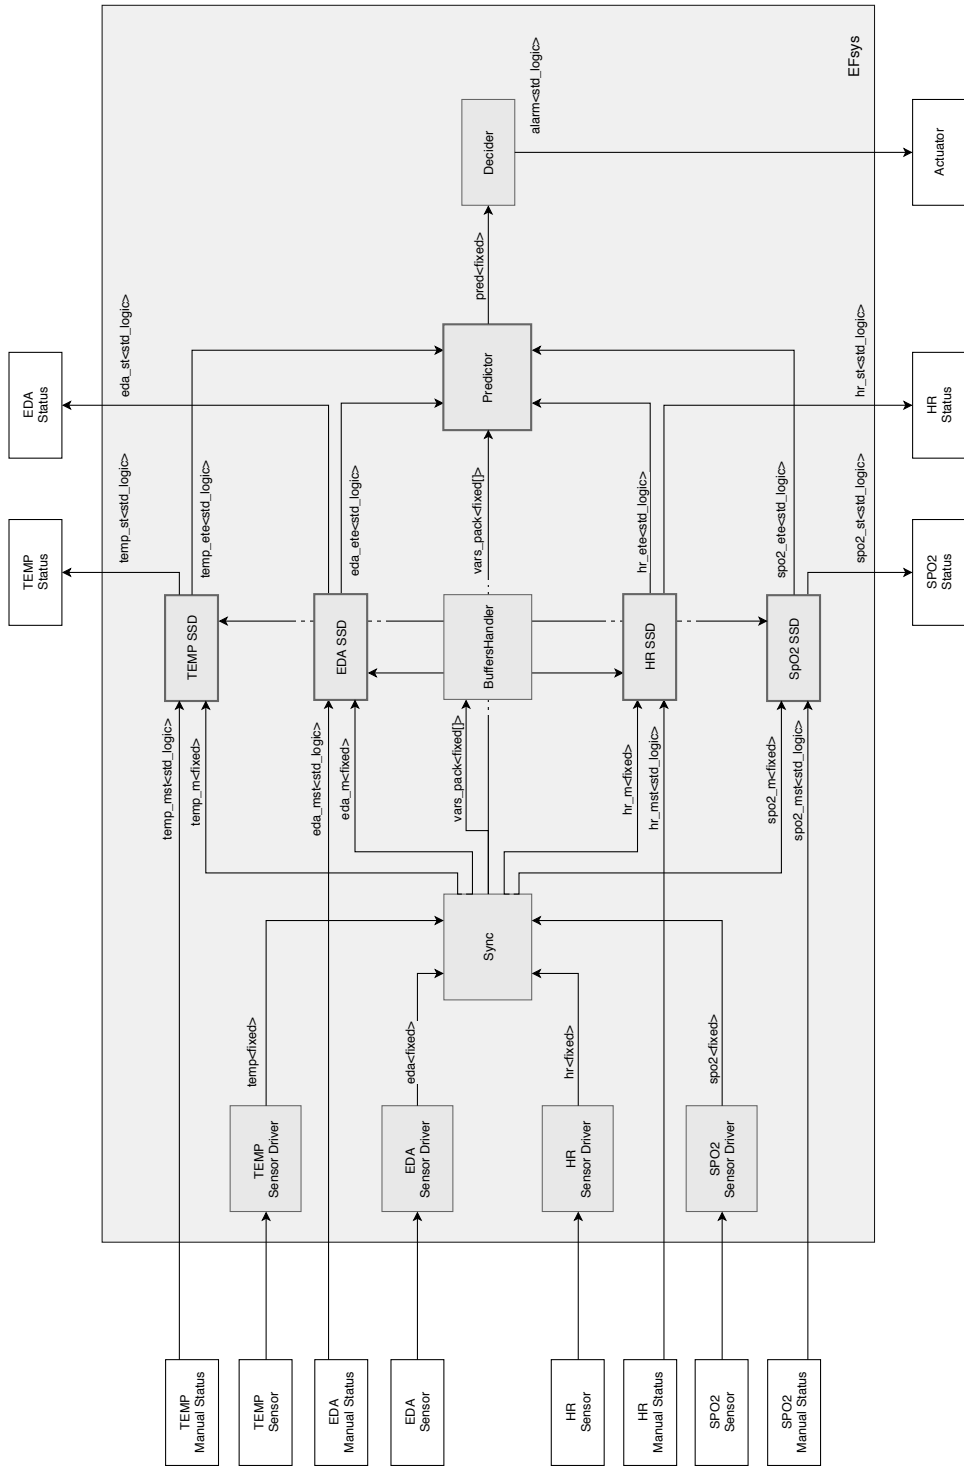 EFsys
EDA
Status
TEMP
Status
eda_st<std_logic>
temp_st<std_logic>
temp_ete<std_logic>
eda_ete<std_logic>
vars_pack<fixed[]>
hr_ete<std_logic>
spo2_ete<std_logic>
hr_st<std_logic>
spo2_st<std_logic>
pred<fixed>
alarm<std_logic>
Decider
Predictor
Actuator
HR
Status
SPO2
Status
TEMP SSD
EDA SSD
BuffersHandler
HR SSD
SpO2 SSD
temp_mst<std_logic>
temp_m<fixed>
eda_mst<std_logic>
eda_m<fixed>
vars_pack<fixed[]>
hr_m<fixed>
hr_mst<std_logic>
spo2_m<fixed>
spo2_mst<std_logic>
Sync
temp<fixed>
eda<fixed>
hr<fixed>
spo2<fixed>
TEMP
Sensor Driver
EDA
Sensor Driver
HR
Sensor Driver
SPO2
Sensor Driver
TEMP
Manual Status
TEMP
Sensor
EDA
Manual Status
EDA
Sensor
HR
Sensor
HR
Manual Status
SPO2
Sensor
SPO2
Manual Status